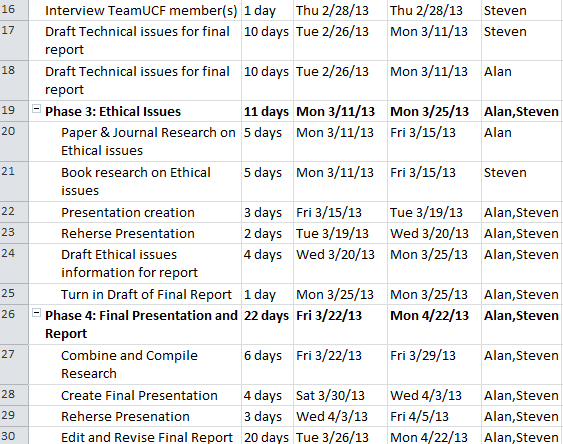 16 Interview TeamUCF member(s) 1 day Thu 2/28/13 Thu 2/28/13 Steven
17 Draft Technical issues for final 10 days Tue 2/26/13 Mon 3/11/13 Steven
report
18 Draft Technical issues for final 10 days Tue 2/26/13 Mon 3/11/13 Alan
report
19 Phase 3: Ethical Issues 11 days Mon 3/11/13 Mon 3/25/13 Alan,Steven
20 Paper & Journal Research on 5 days Mon 3/11/13 Fri 3/15/13 Alan
Ethical issues
21 Book research on Ethical 5 days Mon 3/11/13 Fri 3/15/13 Steven
issues
22 Presentation creation 3 days Fri 3/15/13 Tue 3/19/13 Alan,Steven
23 Reherse Presentation 2 days Tue 3/19/13 Wed 3/20/13 Alan,Steven
24 Draft Ethical issues 4 days Wed 3/20/13 Mon 3/25/13 Alan,Steven
information for report
25 Turn in Draft of Final Report 1 day Mon 3/25/13 Mon 3/25/13 Alan,Steven
26 Phase 4: Final Presentation and 22 days Fri 3/22/13 Mon 4/22/13 Alan,Steven
Report
27 Combine and Compile 6 days Fri 3/22/13 Fri 3/29/13 Alan,Steven
Research
28 Create Final Presentation 4 days Sat 3/30/13 Wed 4/3/13 Alan,Steven
29 Reherse Presenation 3 days Wed 4/3/13 Fri 4/5/13 Alan,Steven
30 Edit and Revise Final Report 20 days Tue 3/26/13 Mon 4/22/13 Alan,Steven